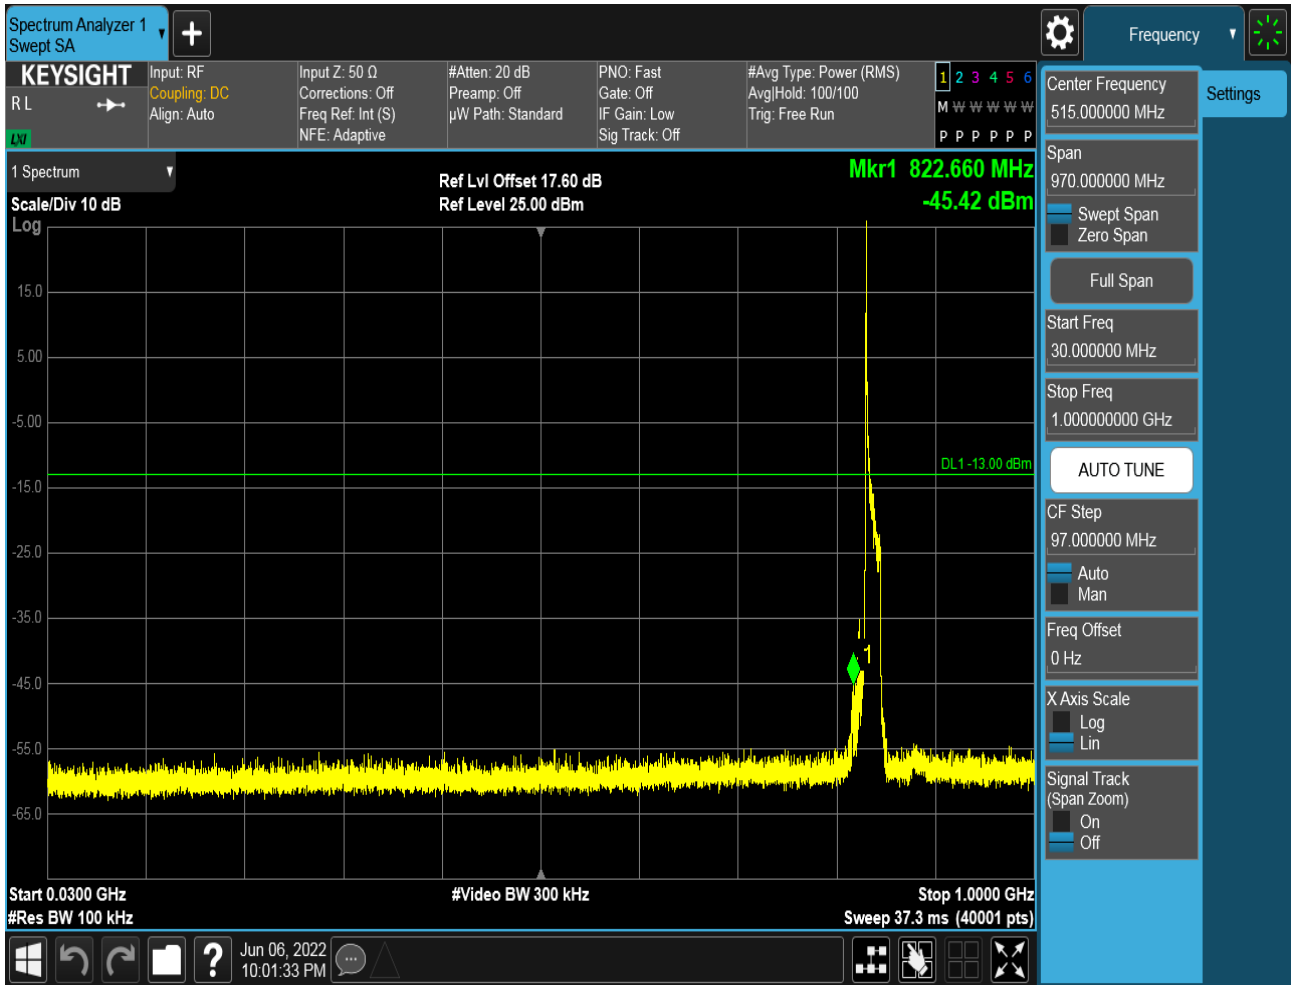 Spectrum Analyzer 1
Swept SA
Frequency
KEYSIGHT
R L
LXI
Input: RF
Coupling: DC
Align: Auto
Input Z: 50 Ω
Corrections: Off
Freq Ref: Int (S)
NFE: Adaptive
#Atten: 20 dB
Preamp: Off
µW Path: Standard
PNO: Fast
Gate: Off
IF Gain: Low
Sig Track: Off
#Avg Type: Power (RMS)
Avg|Hold: 100/100
Trig: Free Run
1 2 3 4 5 6
M W W W W W
P P P P P P
1 Spectrum
Scale/Div 10 dB
Log
Ref Lvl Offset 17.60 dB
Ref Level 25.00 dBm
Mkr1 822.660 MHz
-45.42 dBm
15.0
5.00
-5.00
DL1 -13.00 dBm
-15.0
-25.0
-35.0
1
-45.0
-55.0
-65.0
Start 0.0300 GHz
#Video BW 300 kHz
Stop 1.0000 GHz
#Res BW 100 kHz
Sweep 37.3 ms (40001 pts)
Jun 06, 2022
10:01:33 PM
Center Frequency
515.000000 MHz
Settings
Span
970.000000 MHz
Swept Span
Zero Span
Full Span
Start Freq
30.000000 MHz
Stop Freq
1.000000000 GHz
AUTO TUNE
CF Step
97.000000 MHz
Auto
Man
Freq Offset
0 Hz
X Axis Scale
Log
Lin
Signal Track
(Span Zoom)
On
Off